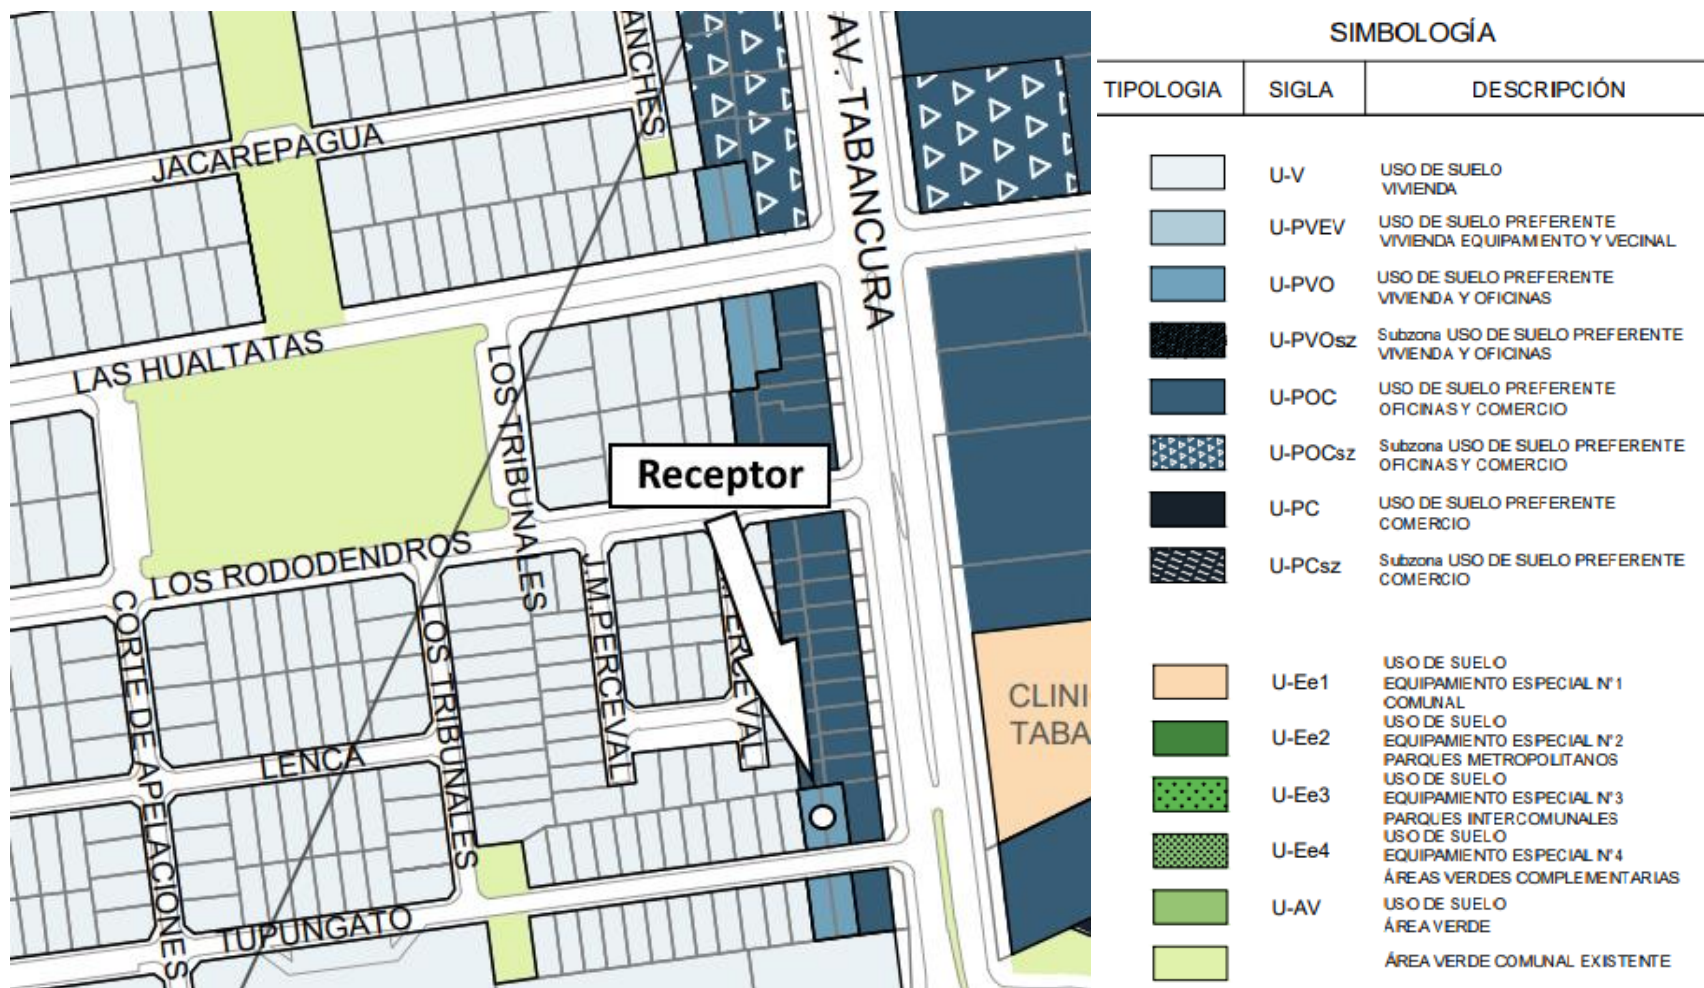 ANCHES
AV. TABANCURA
JACAREPAGUA
LAS HUALTATAS
LOS TRIBUNALES
Receptor
LOS RODODENDROS
J.M.PERCEVAL
ERCEVAL
CORTE DE APELACIONES
LOS TRIBUNALES
LENCA
TUPUNGATO
CLINI
TABA
SIMBOLOGÍA
TIPOLOGIA SIGLA DESCRIPCIÓN
U-V USO DE SUELO
VIVIENDA
U-PVEV USO DE SUELO PREFERENTE
VIVIENDA EQUIPAMIENTO Y VECINAL
U-PVO USO DE SUELO PREFERENTE
VIVIENDA Y OFICINAS
U-PVOsz Subzona USO DE SUELO PREFERENTE
VIVIENDA Y OFICINAS
U-POC USO DE SUELO PREFERENTE
OFICINAS Y COMERCIO
U-POCsz Subzona USO DE SUELO PREFERENTE
OFICINAS Y COMERCIO
U-PC USO DE SUELO PREFERENTE
COMERCIO
U-PCsz Subzona USO DE SUELO PREFERENTE
COMERCIO
U-Ee1 USO DE SUELO
EQUIPAMIENTO ESPECIAL N°1
COMUNAL
U-Ee2 USO DE SUELO
EQUIPAMIENTO ESPECIAL N°2
PARQUES METROPOLITANOS
U-Ee3 USO DE SUELO
EQUIPAMIENTO ESPECIAL N°3
PARQUES INTERCOMUNALES
U-Ee4 USO DE SUELO
EQUIPAMIENTO ESPECIAL N°4
ÁREAS VERDES COMPLEMENTARIAS
U-AV USO DE SUELO
ÁREA VERDE
ÁREA VERDE COMUNAL EXISTENTE